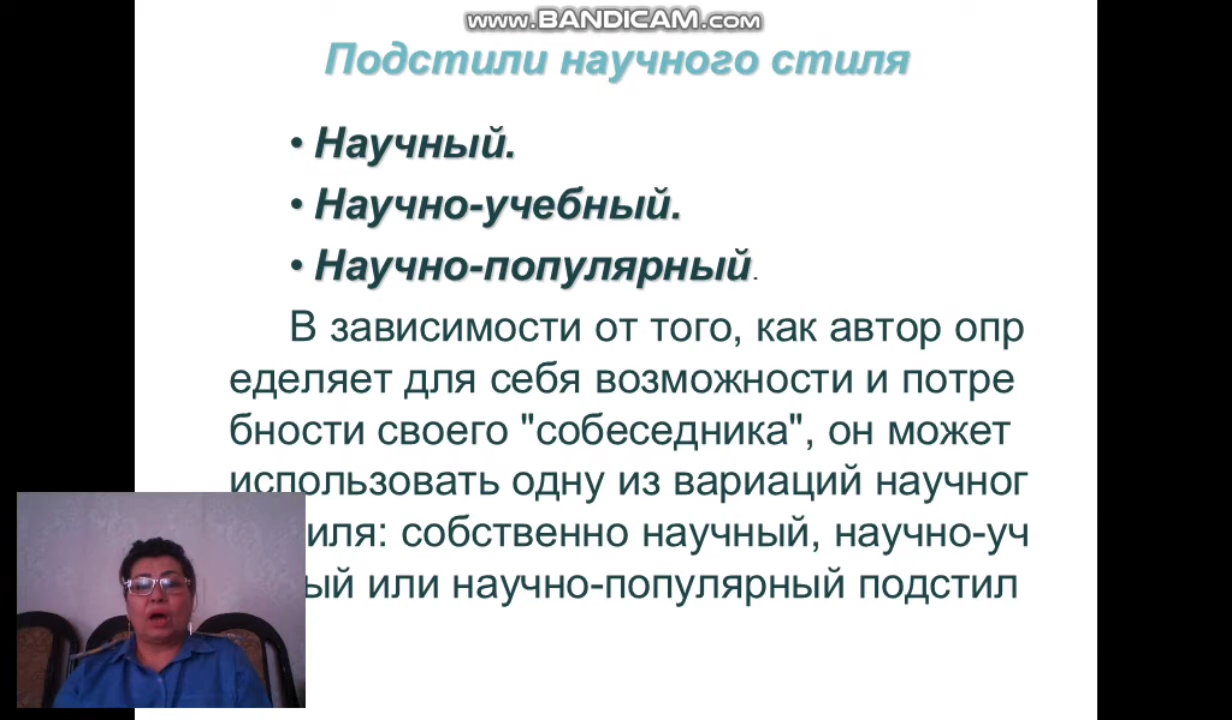 www.BANDICAM.com
Подстили научного стиля
• Научный.
• Научно-учебный.
• Научно-популярный.
В зависимости от того, как автор опр
еделяет для себя возможности и потре
бности своего "собеседника", он может
использовать одну из вариаций научног
иля: собственно научный, научно-уч
ый или научно-популярный подстил